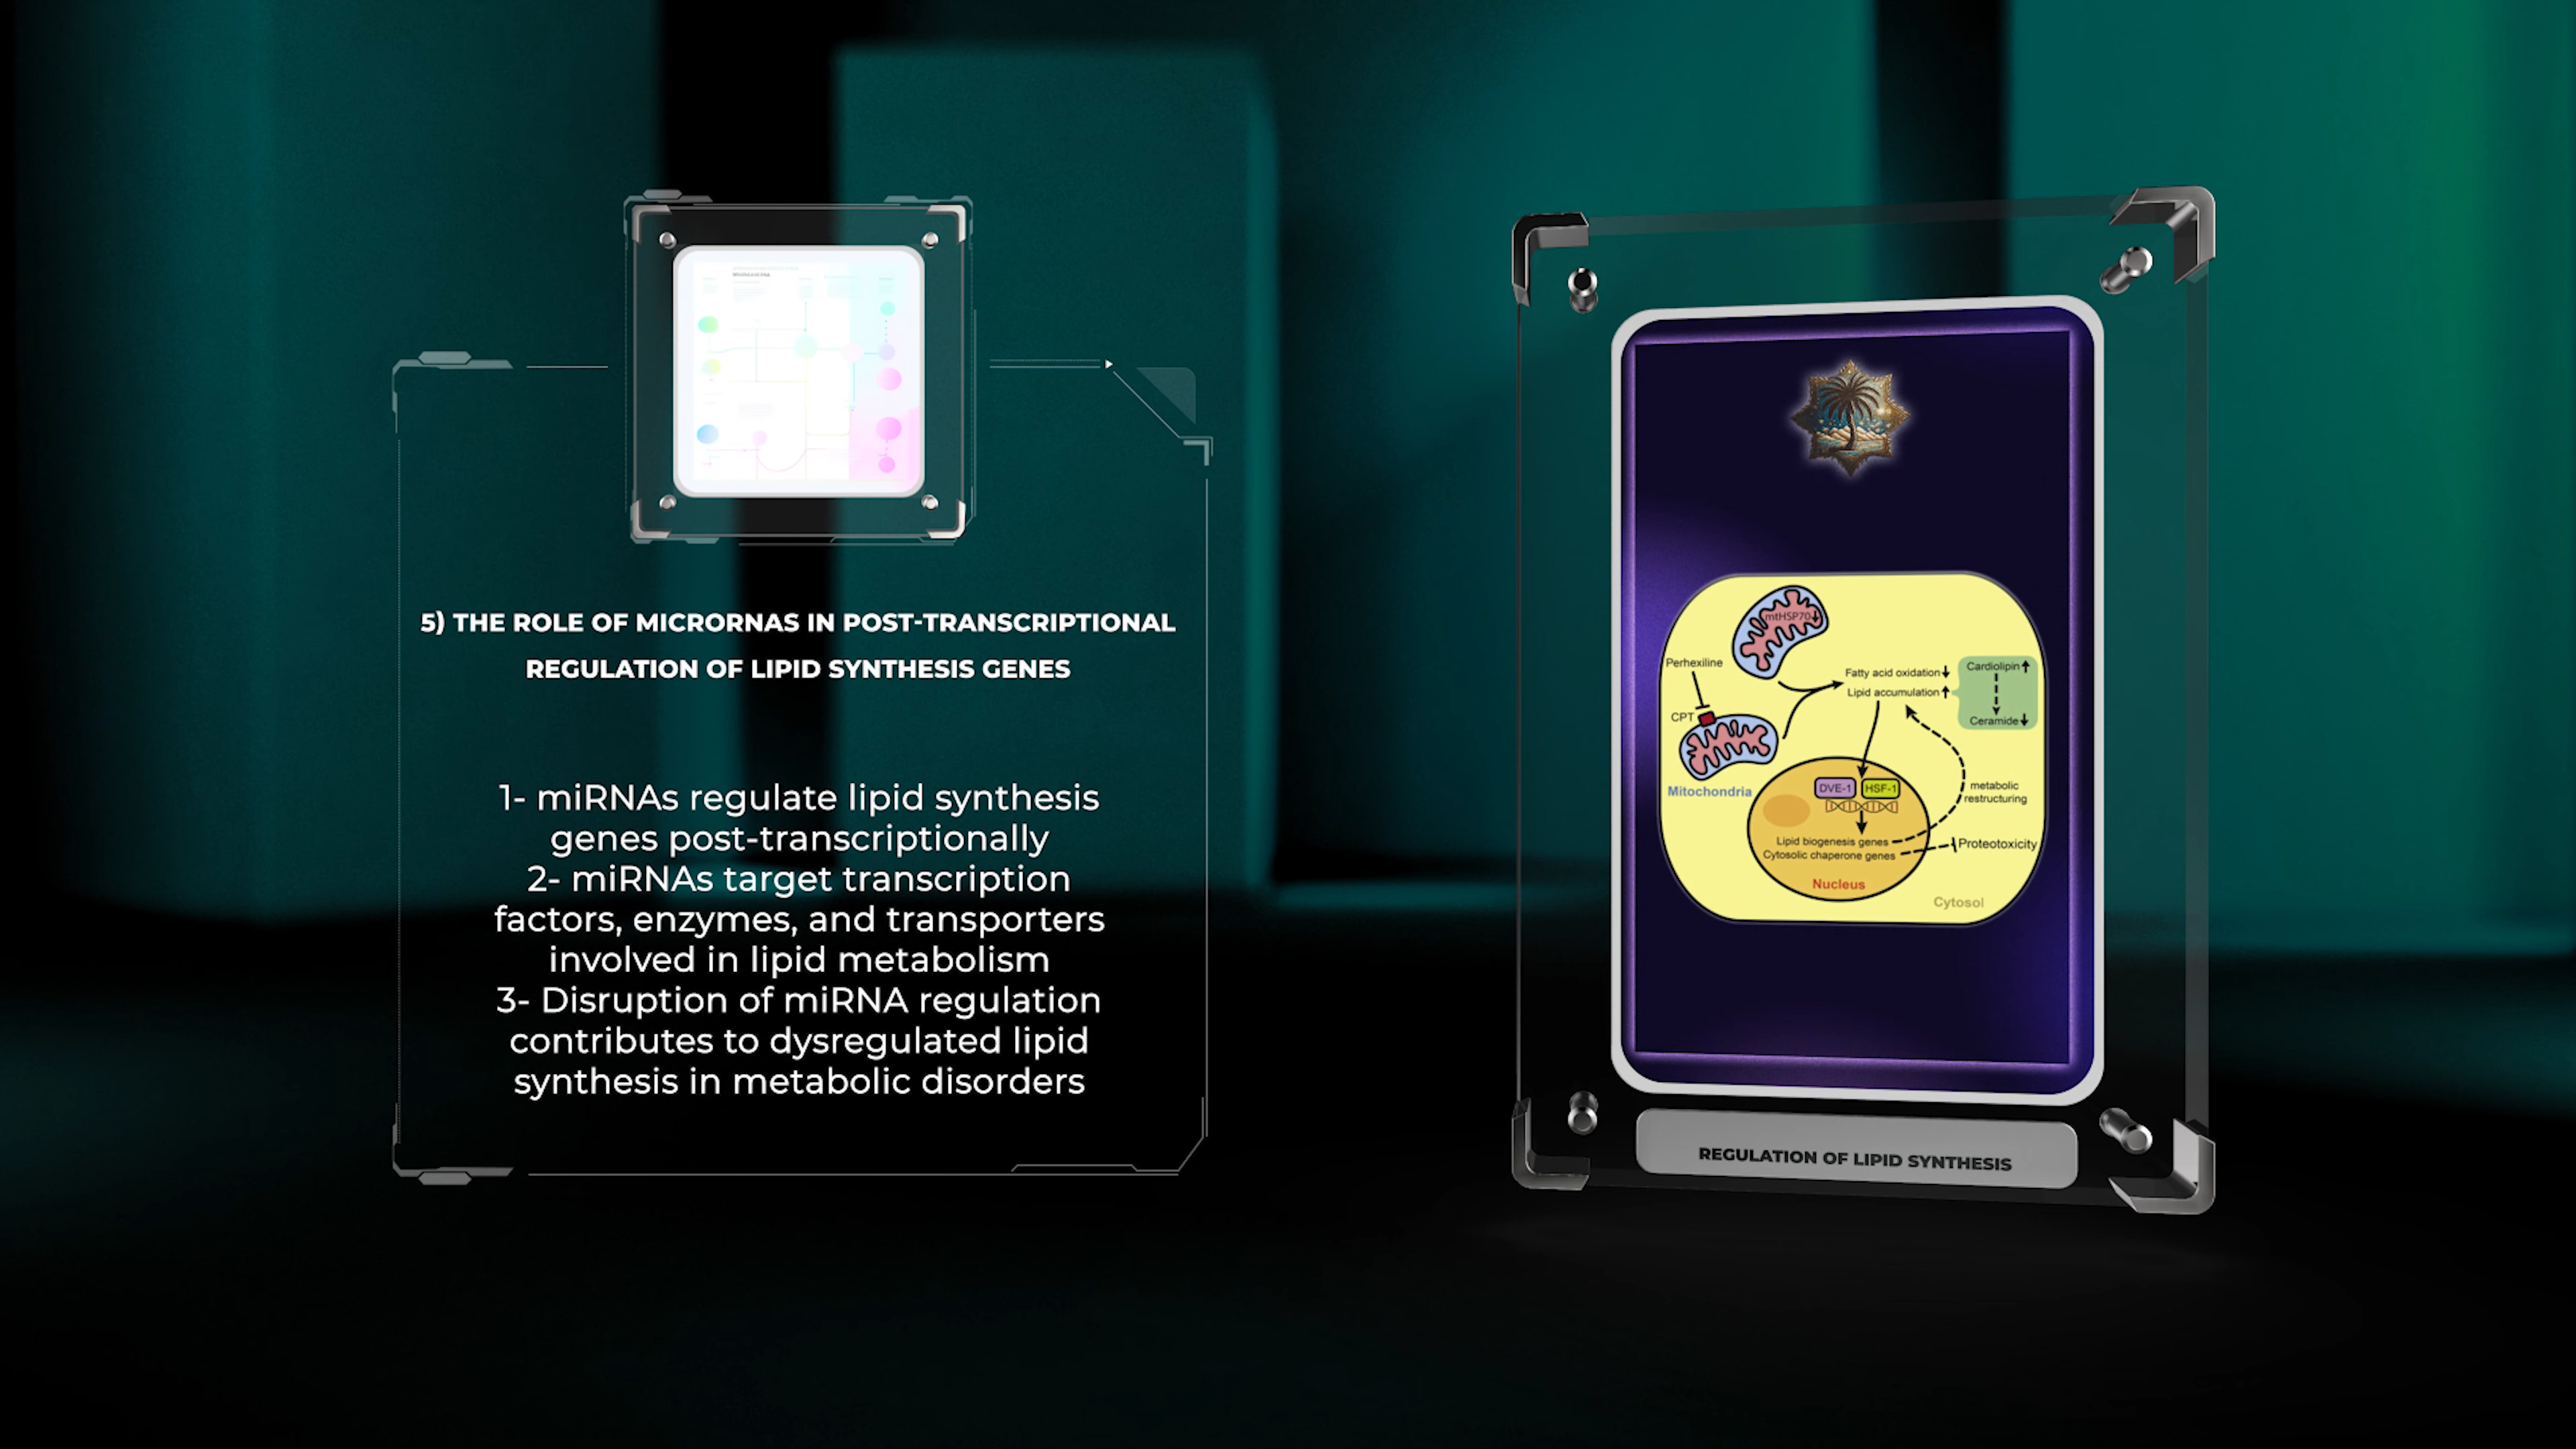 5) THE ROLE OF MICRORNAS IN POST-TRANSCRIPTIONAL
REGULATION OF LIPID SYNTHESIS GENES
1- miRNAs regulate lipid synthesis
genes post-transcriptionally
2- miRNAs target transcription
factors, enzymes, and transporters
involved in lipid metabolism
3- Disruption of miRNA regulation
contributes to dysregulated lipid
synthesis in metabolic disorders
mtHSP70
Perhexiline
CPT
Mitochondria
Fatty acid oxidation
Lipid accumulation
Cardiolipin
Ceramide
DVE-1
HSF-1
metabolic
restructuring
Lipid biogenesis genes
Cytosolic chaperone genes
Proteotoxicity
Nucleus
Cytosol
REGULATION OF LIPID SYNTHESIS